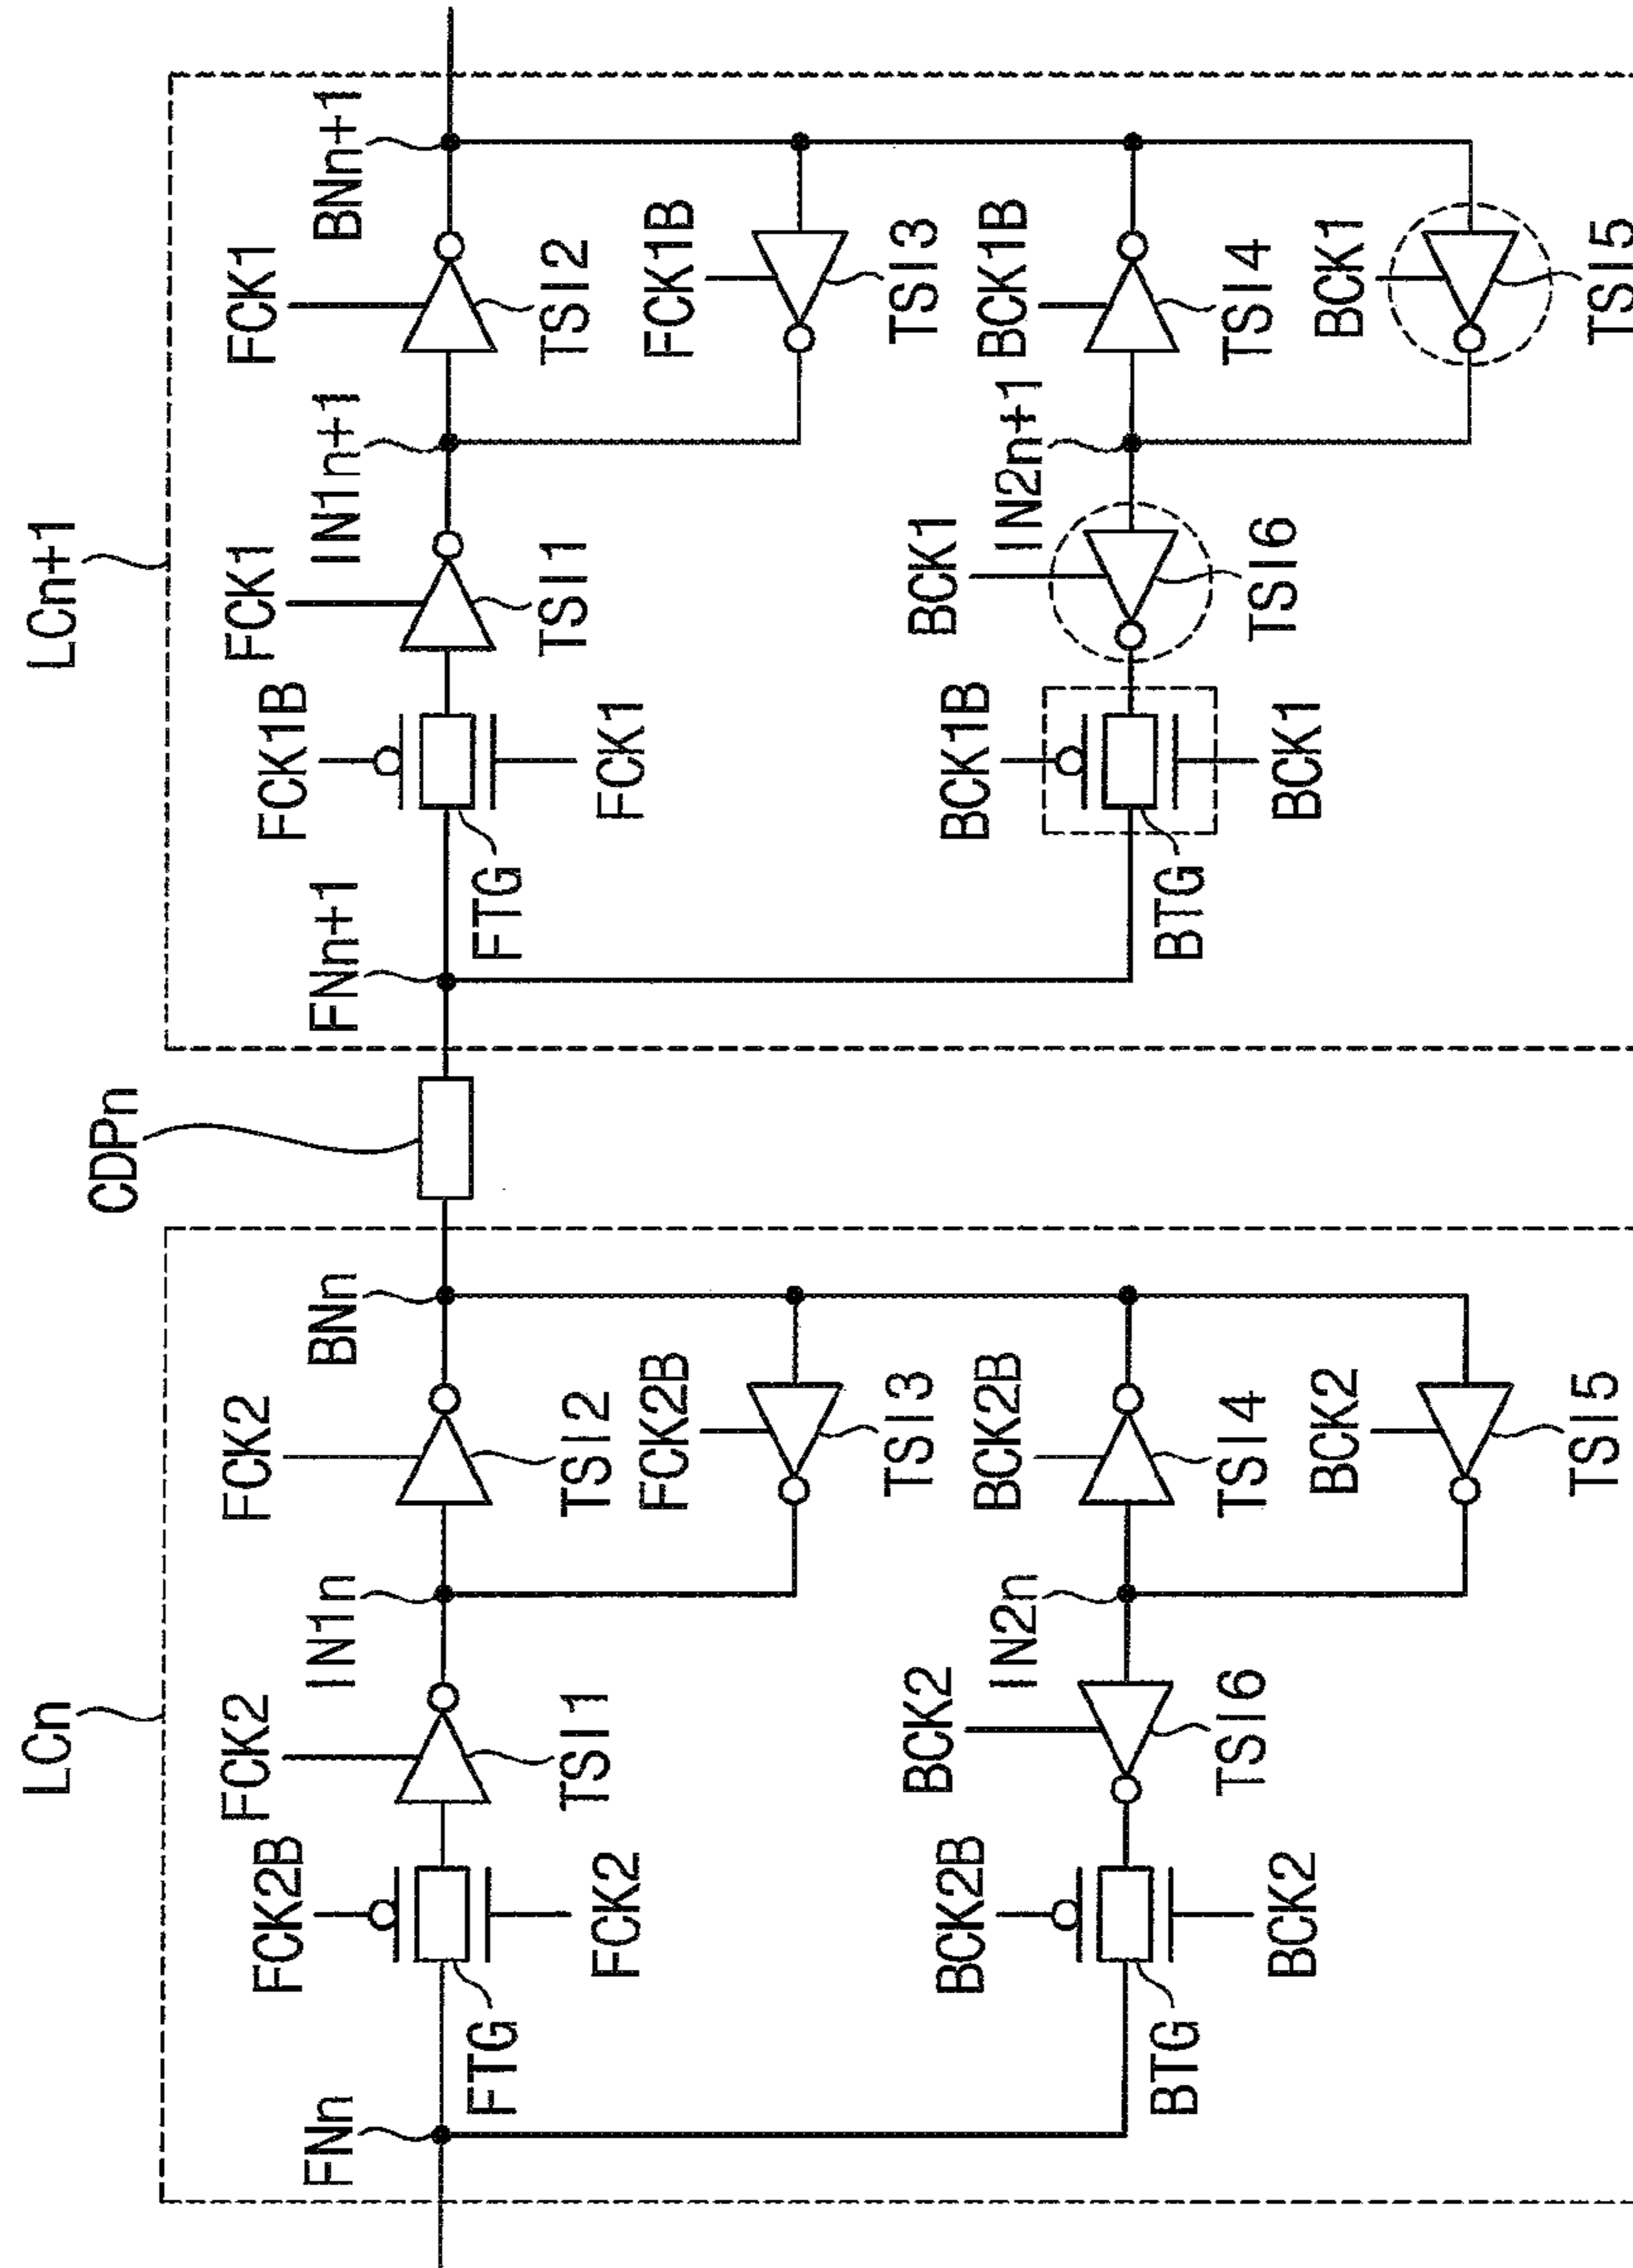 LCn
FNn
FCK2B
FTG
FCK2
FCK2
TSI1
IN1n
FCK2
TSI2
BNn
FCK2B
TSI3
BCK2B
BTG
BCK2
BCK2
TSI6
IN2n
BCK2B
TSI4
BCK2
TSI5
CDPn
LCn+1
FNn+1
FCK1B
FTG
FCK1
FCK1
TSI1
IN1n+1
FCK1
TSI2
BNn+1
FCK1B
TSI3
BCK1B
BTG
BCK1
BCK1
TSI6
IN2n+1
BCK1B
TSI4
BCK1
TSI5